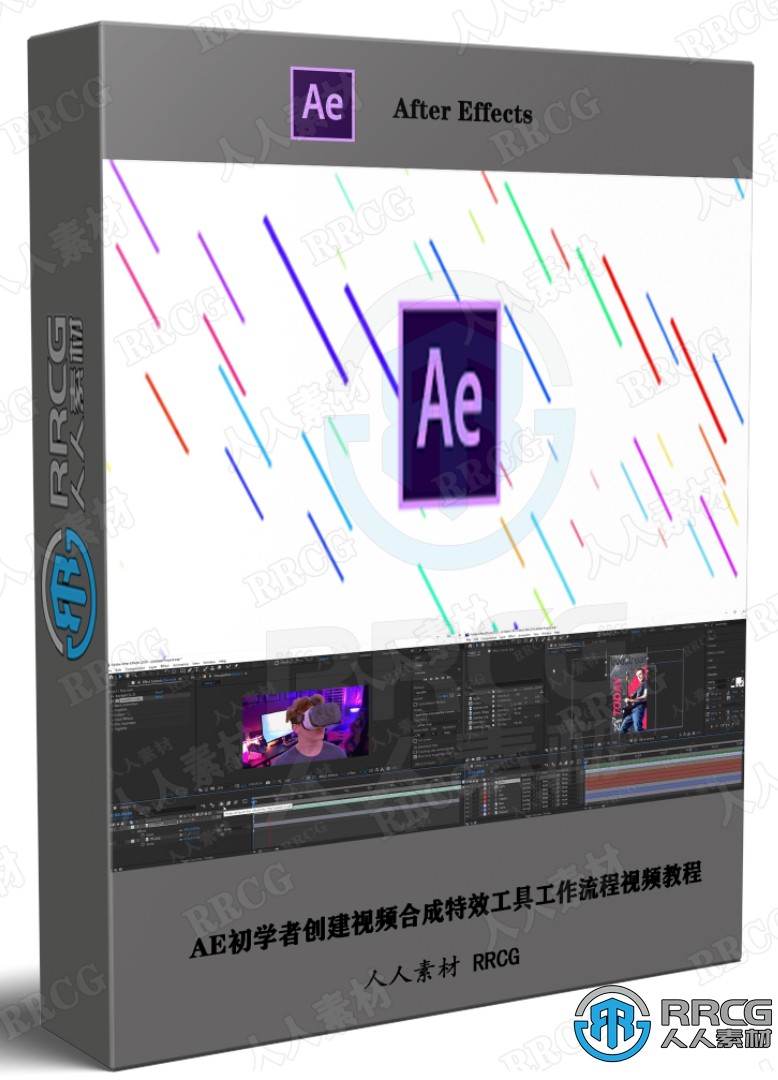 Ae
After Effects
Ae
RRCG
人人素材
AE初学者创建视频合成特效工具工作流程视频教程
人人素材 RRCG
RRCG
人人素材